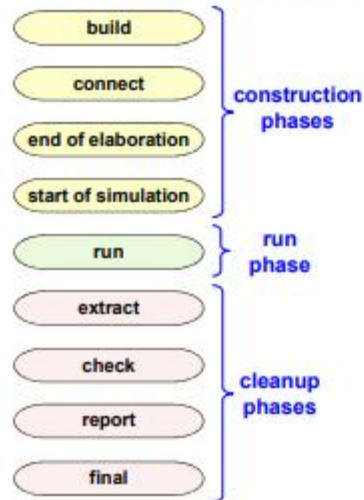 build
connect
end of elaboration
start of simulation
construction
phases
run
run
phase
extract
check
report
final
cleanup
phases